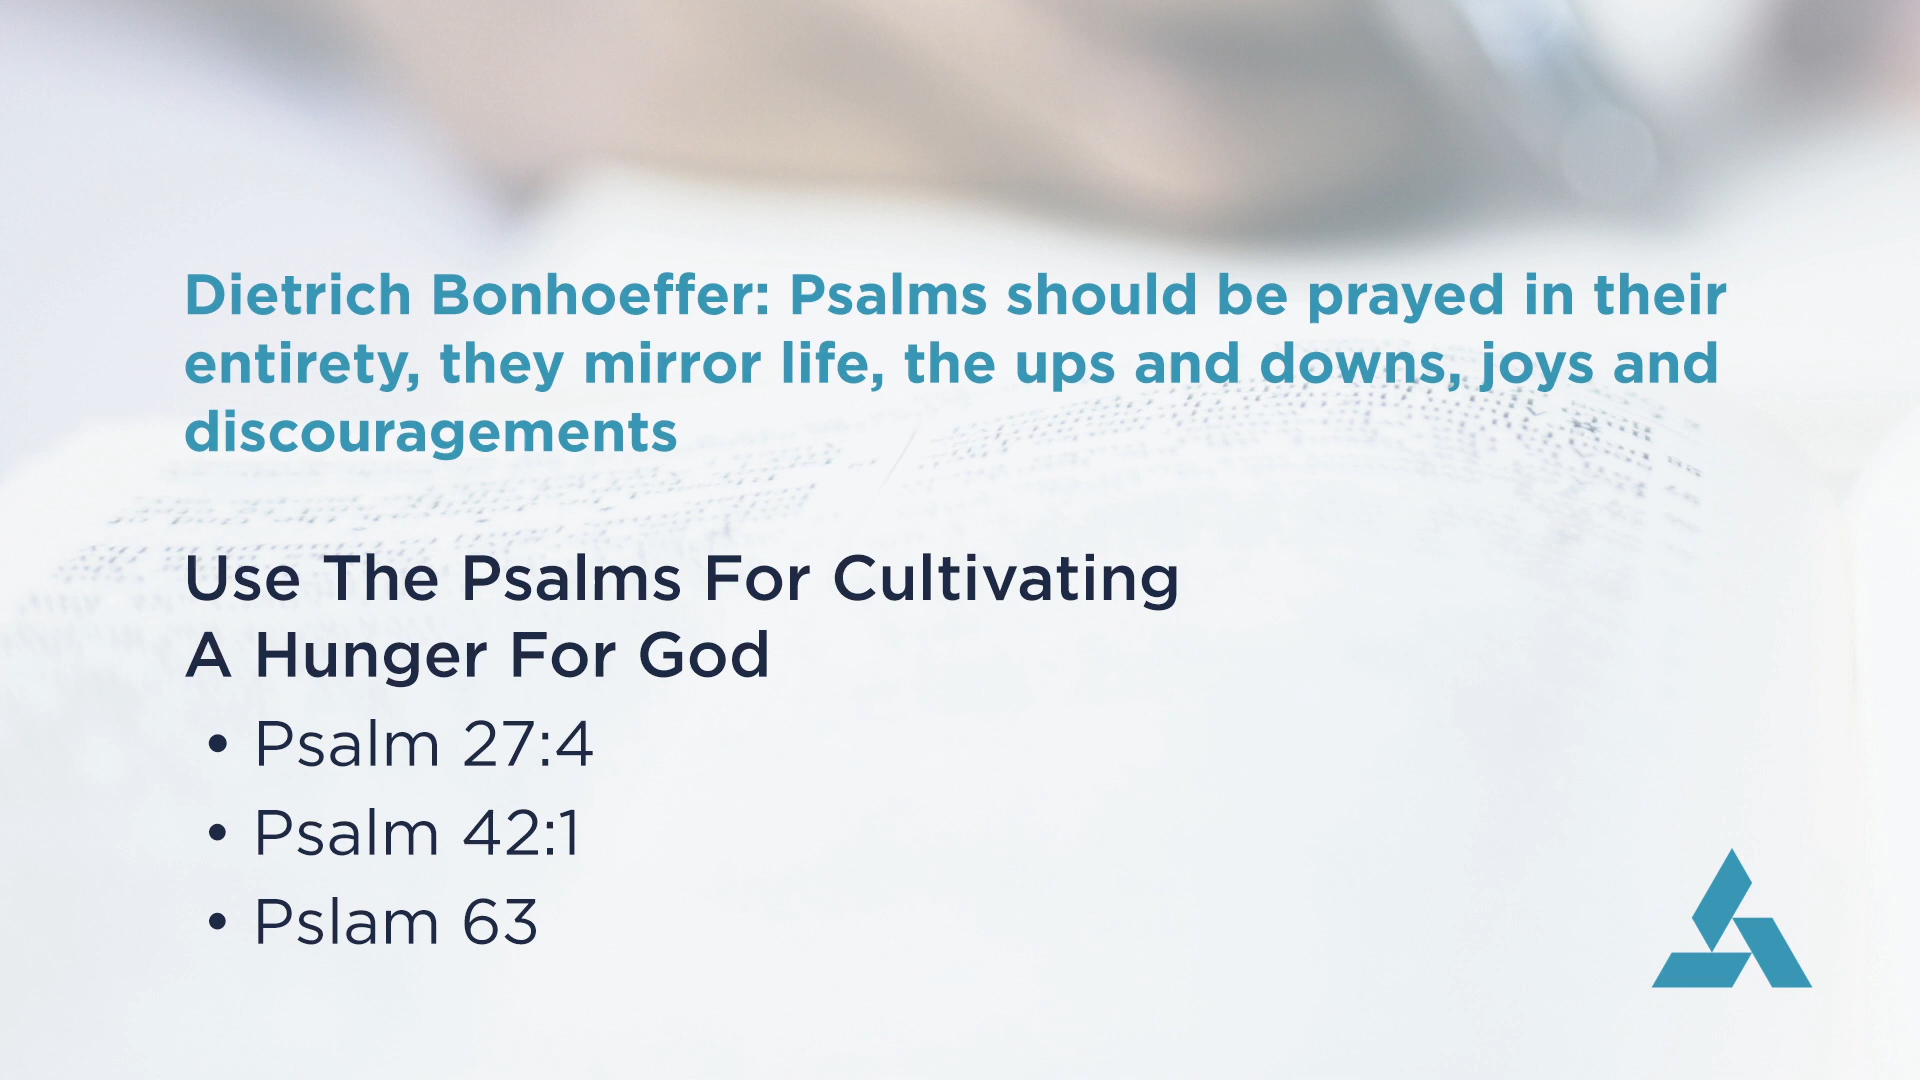 Dietrich Bonhoeffer: Psalms should be prayed in their
entirety, they mirror life, the ups and downs, joys and
discouragements
Use The Psalms For Cultivating
A Hunger For God
• Psalm 27:4
• Psalm 42:1
• Pslam 63